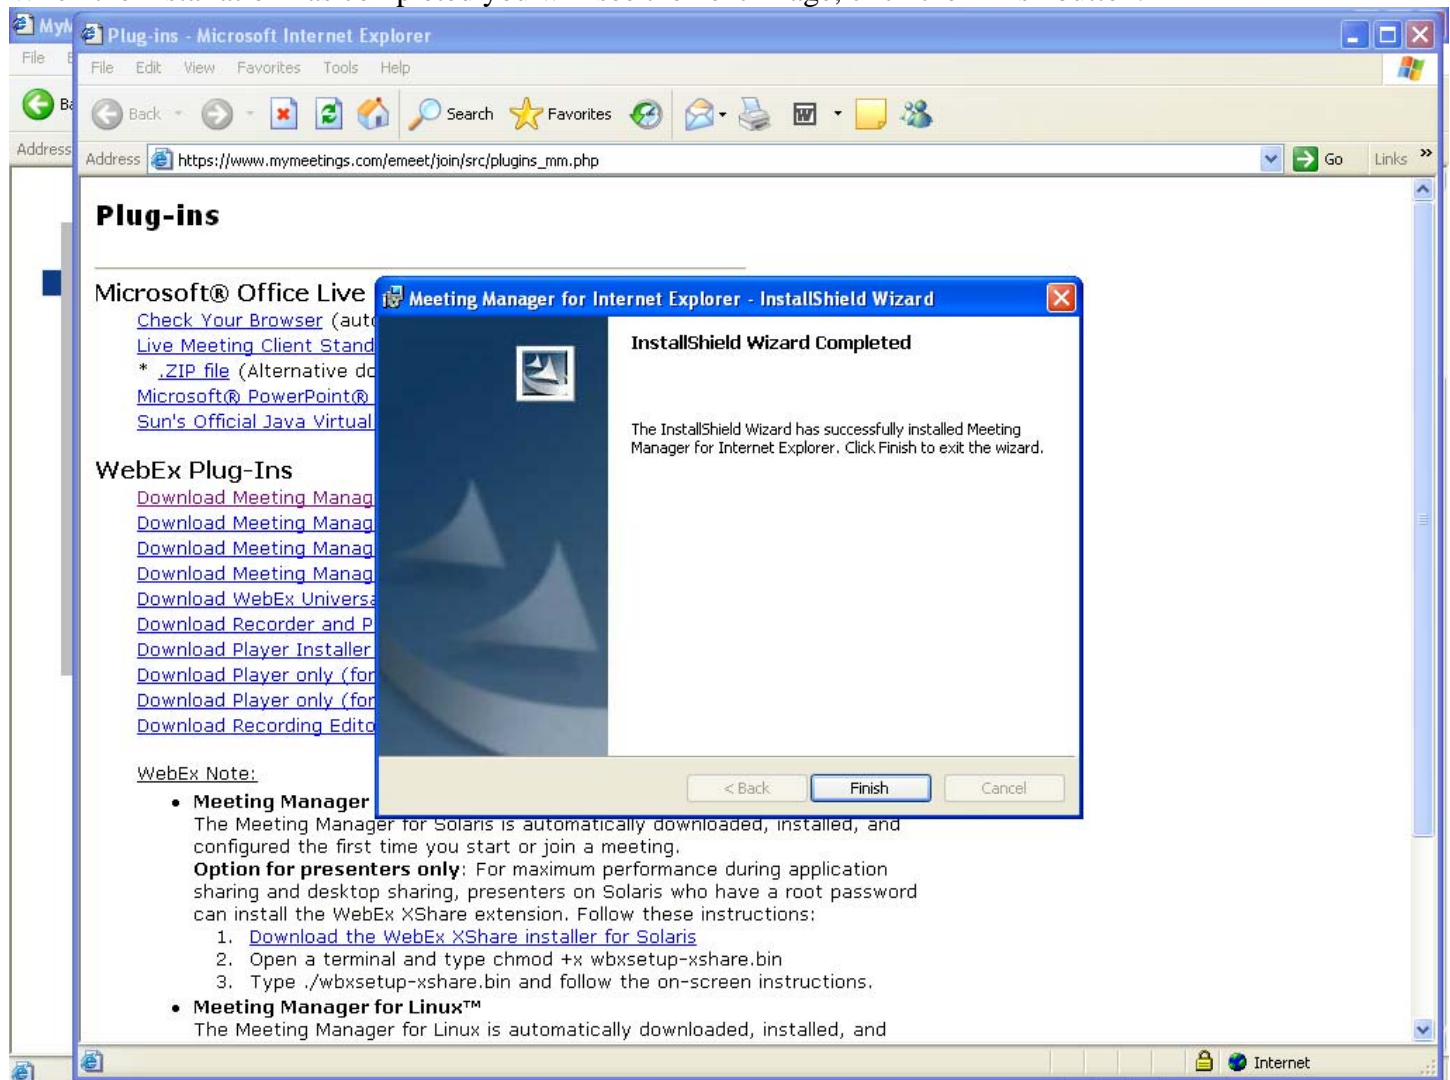 MyM
Plug-ins - Microsoft Internet Explorer
File
File Edit View Favorites Tools Help
Back Search Favorites
Address
Address https://www.mymeetings.com/emeet/join/src/plugins_mm.php Go Links »
Plug-ins
Microsoft® Office Live
Check Your Browser (auto
Live Meeting Client Stand
* .ZIP file (Alternative do
Microsoft® PowerPoint®
Sun's Official Java Virtual
WebEx Plug-Ins
Download Meeting Manag
Download Meeting Manag
Download Meeting Manag
Download Meeting Manag
Download WebEx Universa
Download Recorder and P
Download Player Installer
Download Player only (for
Download Player only (for
Download Recording Edito
WebEx Note:
• Meeting Manager
The Meeting Manager for Solaris is automatically downloaded, installed, and
configured the first time you start or join a meeting.
Option for presenters only: For maximum performance during application
sharing and desktop sharing, presenters on Solaris who have a root password
can install the WebEx XShare extension. Follow these instructions:
1. Download the WebEx XShare installer for Solaris
2. Open a terminal and type chmod +x wbxsetup-xshare.bin
3. Type ./wbxsetup-xshare.bin and follow the on-screen instructions.
• Meeting Manager for Linux™
The Meeting Manager for Linux is automatically downloaded, installed, and
Meeting Manager for Internet Explorer - InstallShield Wizard
InstallShield Wizard Completed
The InstallShield Wizard has successfully installed Meeting
Manager for Internet Explorer. Click Finish to exit the wizard.
< Back Finish Cancel
Internet